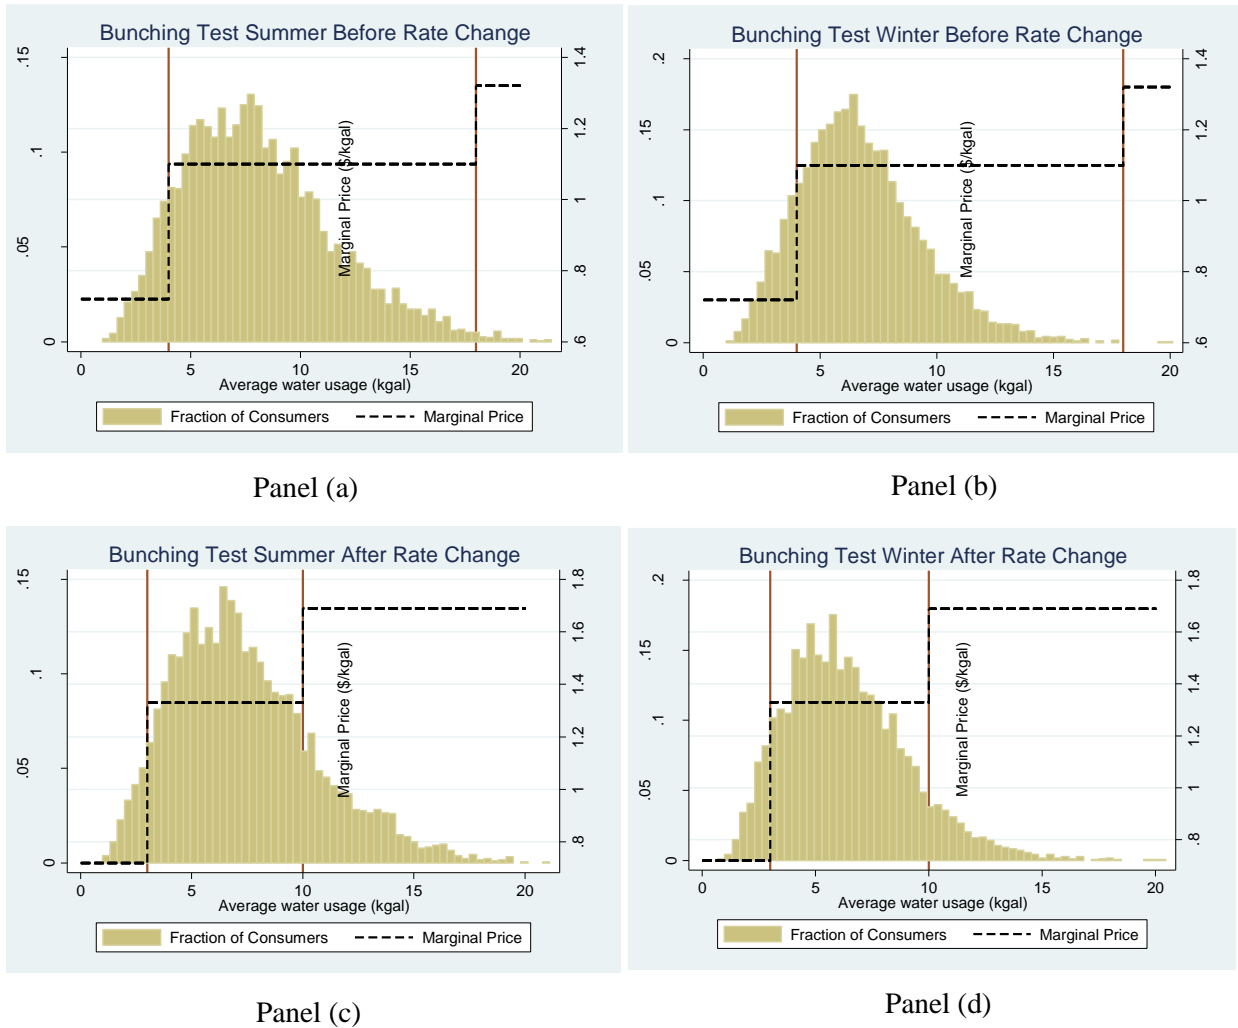 Bunching Test Summer Before Rate Change
.15
.1
.05
0
1.4
1.2
1
.8
.6
Marginal Price ($/kgal)
0 5 10 15 20
Average water usage (kgal)
Fraction of Consumers Marginal Price
Panel (a)
Bunching Test Winter Before Rate Change
.2
.15
.1
.05
0
1.4
1.2
1
.8
.6
Marginal Price ($/kgal)
0 5 10 15 20
Average water usage (kgal)
Fraction of Consumers Marginal Price
Panel (b)
Bunching Test Summer After Rate Change
.15
.1
.05
0
1.8
1.6
1.4
1.2
1
.8
Marginal Price ($/kgal)
0 5 10 15 20
Average water usage (kgal)
Fraction of Consumers Marginal Price
Panel (c)
Bunching Test Winter After Rate Change
.2
.15
.1
.05
0
1.8
1.6
1.4
1.2
1
.8
Marginal Price ($/kgal)
0 5 10 15 20
Average water usage (kgal)
Fraction of Consumers Marginal Price
Panel (d)